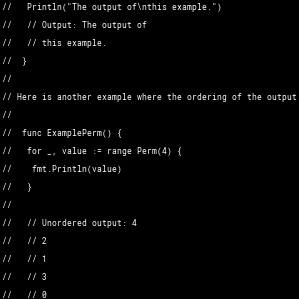 //   Println("The output of\nthis example.")
//   // Output: The output of
//   // this example.
//  }
//
// Here is another example where the ordering of the output
//
//  func ExamplePerm() {
//   for _, value := range Perm(4) {
//    fmt.Println(value)
//   }
//
//   // Unordered output: 4
//   // 2
//   // 1
//   // 3
//   // 0